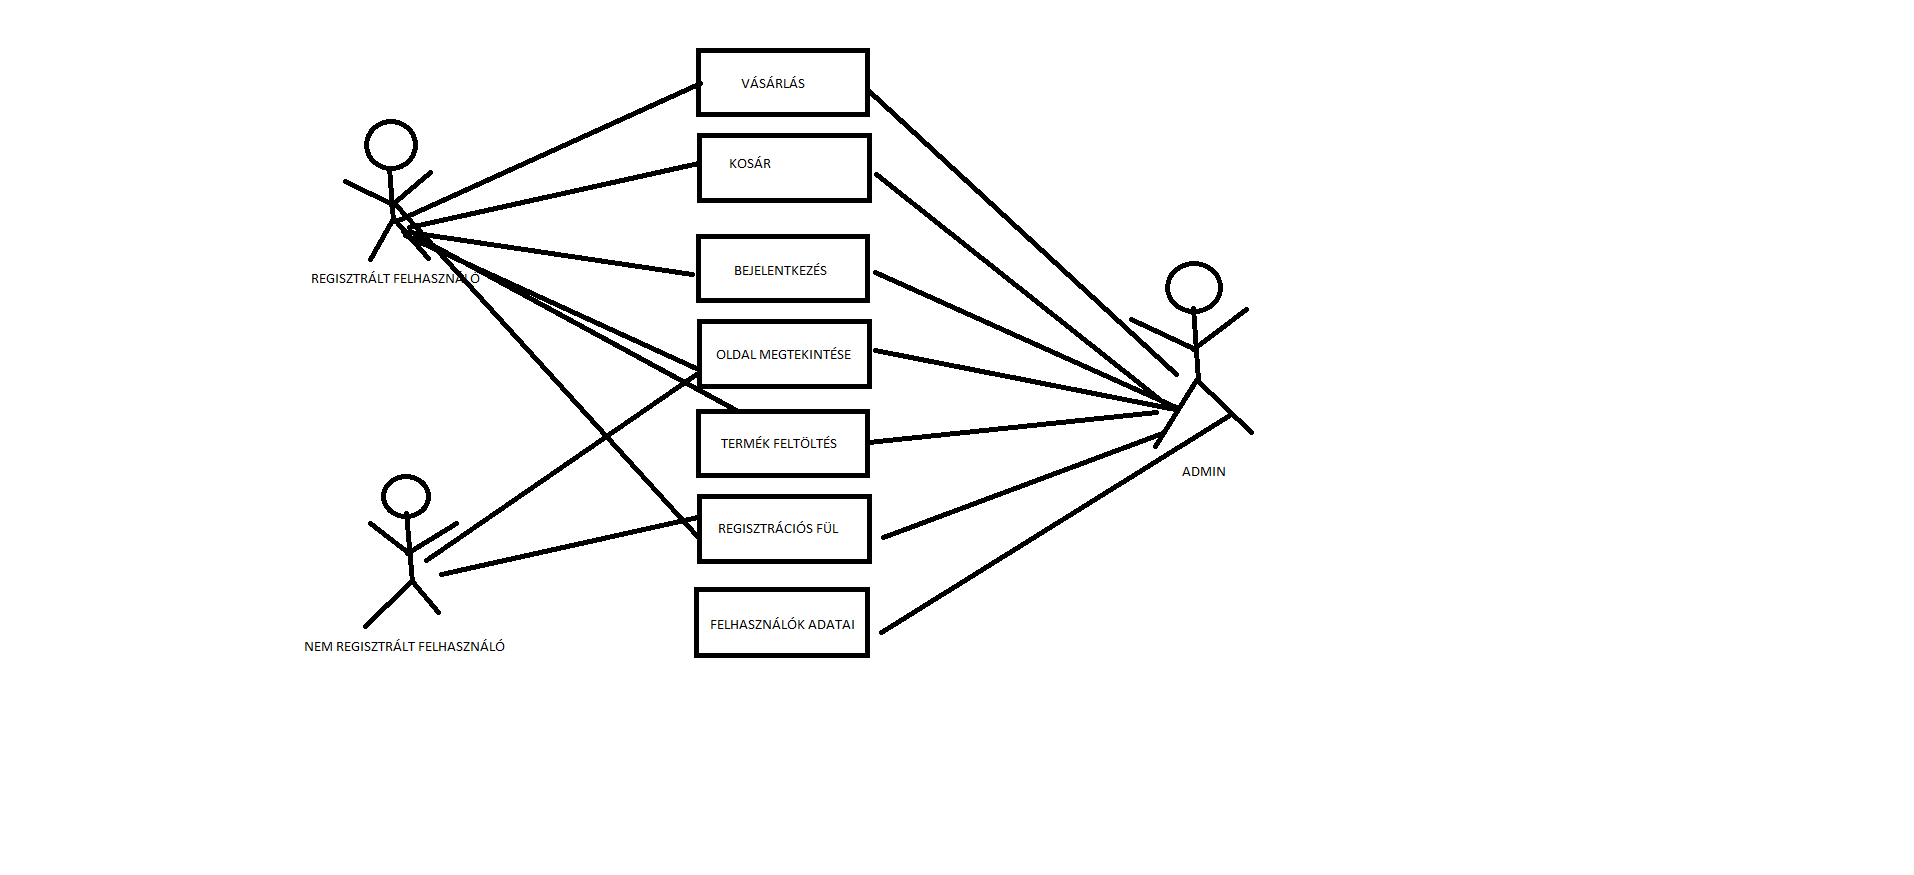 VÁSÁRLÁS
KOSÁR
BEJELENTKEZÉS
REGISZTRÁLT FELHASZNÁLÓ
OLDAL MEGTEKINTÉSE
TERMÉK FELTÖLTÉS
ADMIN
REGISZTRÁCIÓS FÜL
FELHASZNÁLÓK ADATAI
NEM REGISZTRÁLT FELHASZNÁLÓ